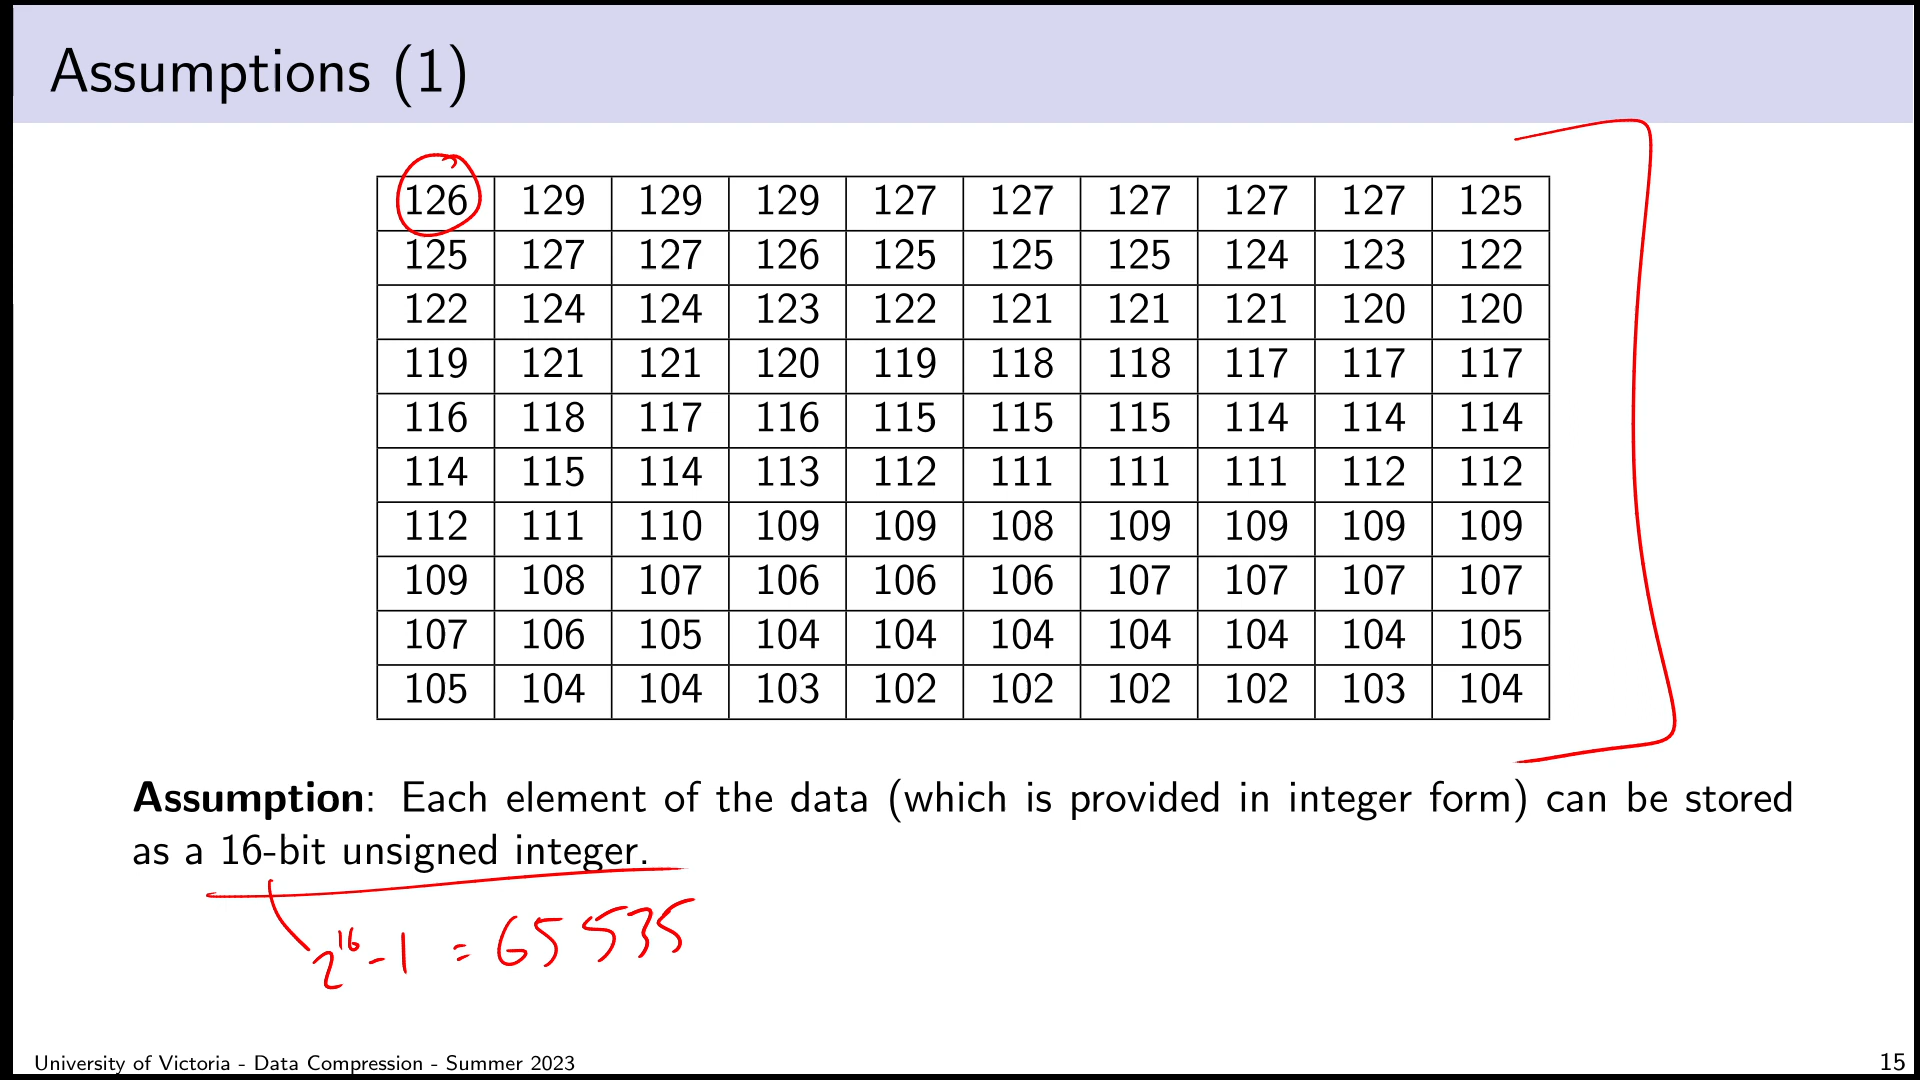 Assumptions (1)
126 129 129 129 127 127 127 127 127 125
125 127 127 126 125 125 125 124 123 122
122 124 124 123 122 121 121 121 120 120
119 121 121 120 119 118 118 117 117 117
116 118 117 116 115 115 115 114 114 114
114 115 114 113 112 111 111 111 112 112
112 111 110 109 109 108 109 109 109 109
109 108 107 106 106 106 107 107 107 107
107 106 105 104 104 104 104 104 104 105
105 104 104 103 102 102 102 102 103 104
Assumption: Each element of the data (which is provided in integer form) can be stored
as a 16-bit unsigned integer.
2^16 - 1 = 65535
University of Victoria - Data Compression - Summer 2023
15